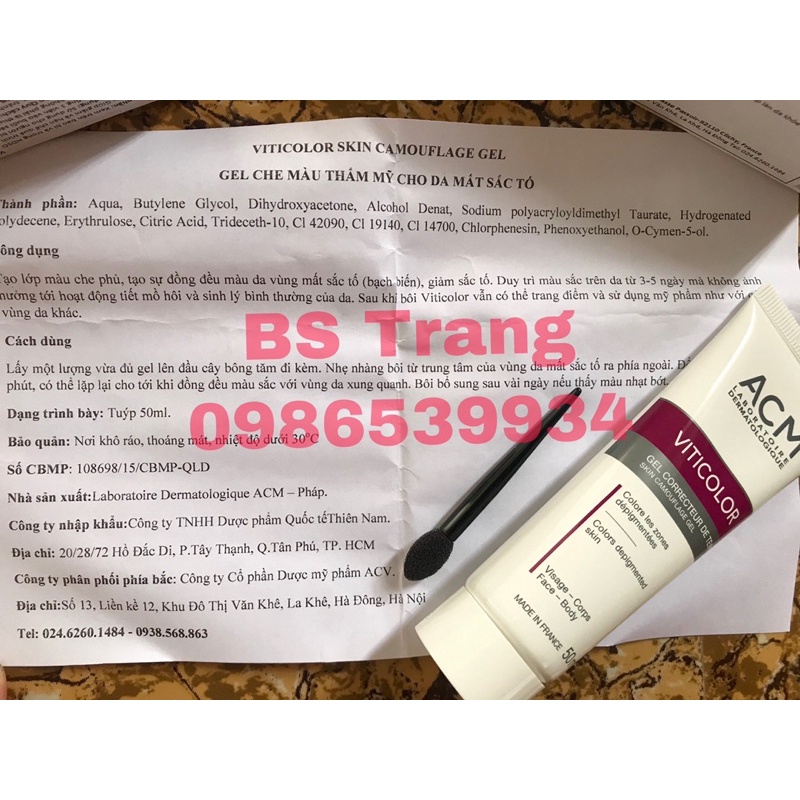 VITICOLOR SKIN CAMOUFLAGE GEL
GEL CHE MÀU THẨM MỸ CHO DA MẤT SẮC TỐ
Thành phần: Aqua, Butylene Glycol, Dihydroxyacetone, Alcohol Denat, Sodium polyacryloyldimethyl Taurate, Hydrogenated
Polydecene, Erythrulose, Citric Acid, Trideceth-10, Cl 42090, Cl 19140, Cl 14700, Chlorphenesin, Phenoxyethanol, O-Cymen-5-ol.
Công dụng
Tạo lớp màu che phủ, tạo sự đồng đều màu da vùng mất sắc tố (bạch biến), giảm sắc tố. Duy trì màu sắc trên da từ 3-5 ngày mà không ảnh
hưởng tới hoạt động tiết mồ hôi và sinh lý bình thường của da. Sau khi bôi Viticolor vẫn có thể trang điểm và sử dụng mỹ phẩm như với
vùng da khác.
Cách dùng
Lấy một lượng vừa đủ gel lên đầu cây bông tăm đi kèm. Nhẹ nhàng bôi từ trung tâm của vùng da mất sắc tố ra phía ngoài.
phút, có thể lặp lại cho tới khi đồng đều màu sắc với vùng da xung quanh. Bôi bổ sung sau vài ngày nếu thấy màu nhạt bớt.
Dạng trình bày: Tuýp 50ml.
Bảo quản: Nơi khô ráo, thoáng mát, nhiệt độ dưới 30°C
Số CBMP: 108698/15/CBMP-QLD
Nhà sản xuất:Laboratoire Dermatologique ACM – Pháp.
Công ty nhập khẩu:Công ty TNHH Dược phẩm Quốc tếThiên Nam.
Địa chỉ: 20/28/72 Hồ Đắc Di, P.Tây Thạnh, Q.Tân Phú, TP. HCM
Công ty phân phối phía bắc: Công ty Cổ phần Dược mỹ phẩm ACV.
Địa chỉ:Số 13, Liền kề 12, Khu Đô Thị Văn Khê, La Khê, Hà Đông, Hà Nội
Tel: 024.6260.1484 - 0938.568.863
BS Trang
0986539934
ACM
LABORATOIRE
DERMATOLOGIQUE
VITICOLOR
GEL CORRECTEUR DE
SKIN CAMOUFLAGE GEL
Colore les zones
dépigmentées
Colors depigmented
skin
Visage – Corps
Face – Body
MADE IN FRANCE
50